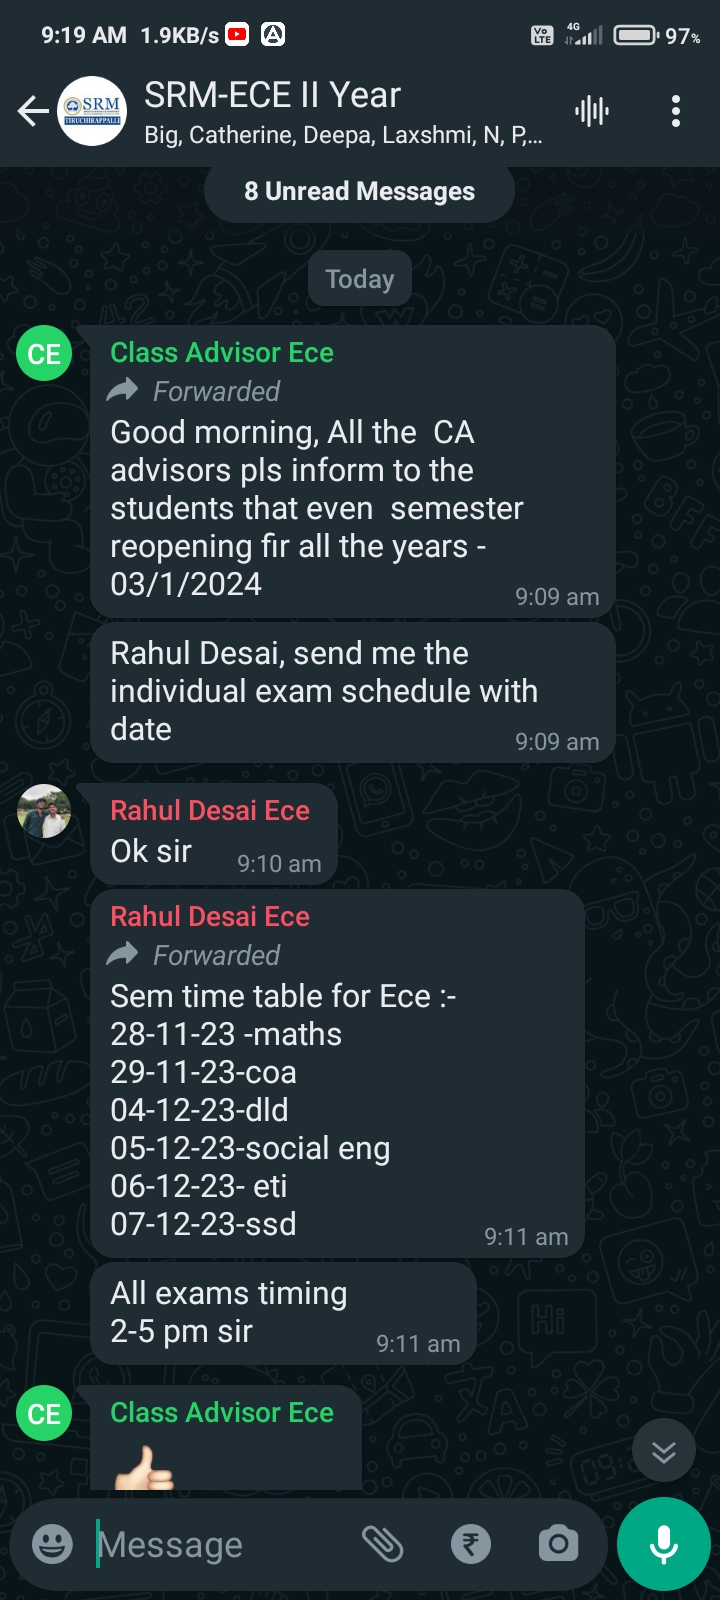 9:19 AM 1.9KB/s
Vo LTE 4G 97%
SRM
TIRUCHIRAPPALLI
SRM-ECE II Year
Big, Catherine, Deepa, Laxshmi, N, P,...
8 Unread Messages
Today
CE
Class Advisor Ece
Forwarded
Good morning, All the  CA
advisors pls inform to the
students that even  semester
reopening fir all the years -
03/1/2024
9:09 am
Rahul Desai, send me the
individual exam schedule with
date
9:09 am
Rahul Desai Ece
Ok sir
9:10 am
Rahul Desai Ece
Forwarded
Sem time table for Ece :-
28-11-23 -maths
29-11-23-coa
04-12-23-dld
05-12-23-social eng
06-12-23- eti
07-12-23-ssd
9:11 am
All exams timing
2-5 pm sir
9:11 am
CE
Class Advisor Ece
👍🏻
Message
₹